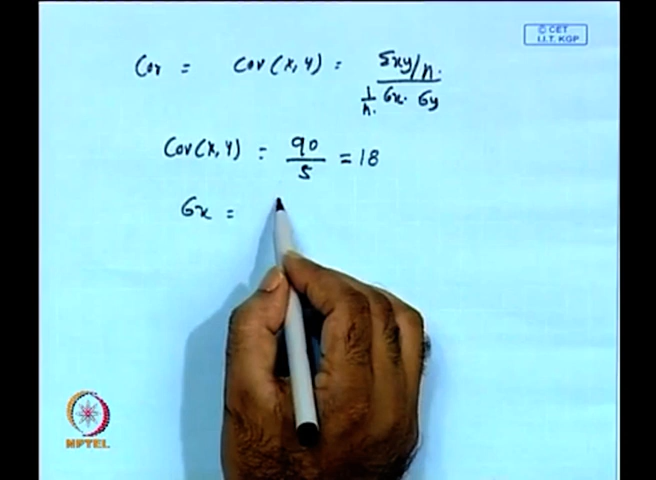 © CET
I.I.T. KGP
Cor = Cov(x, y) = Σxy/n.
1/n. σx. σy
Cov(x, y) = 90/5 = 18
σx =
NPTEL